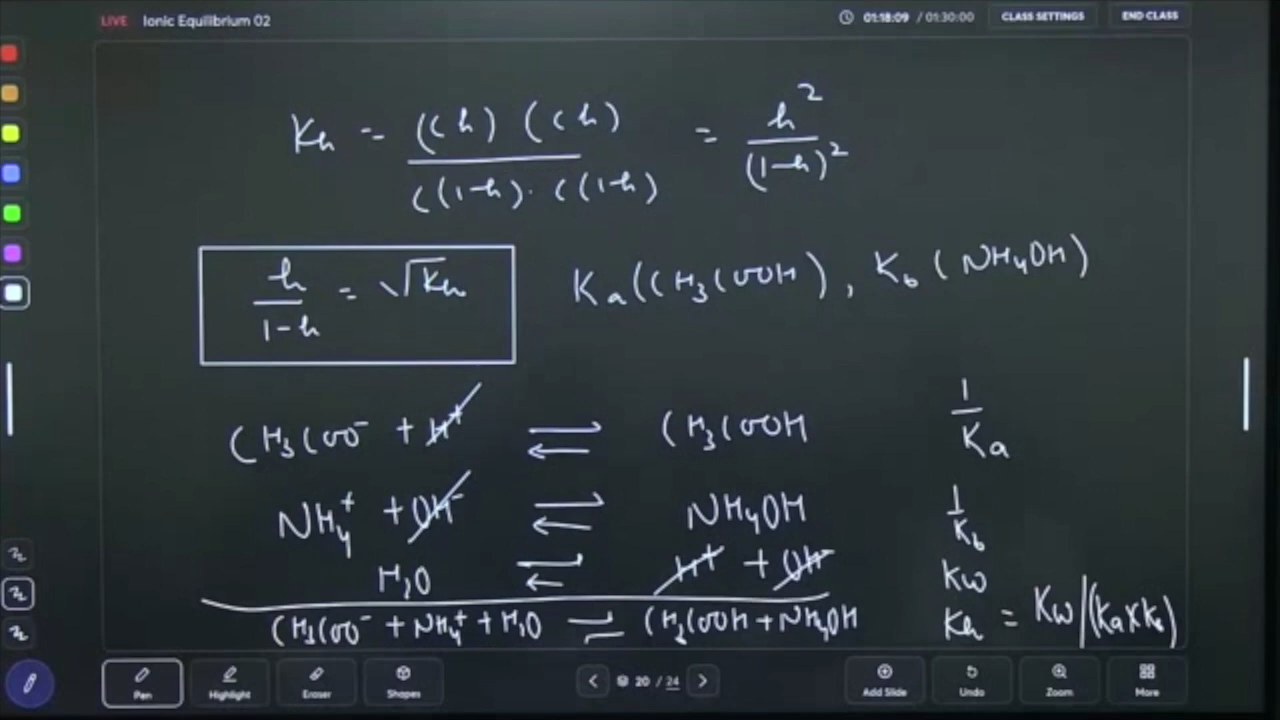 LIVE Ionic Equilibrium 02 01:18:09 / 01:30:00 CLASS SETTINGS END CLASS
Kh = (Ch) (Ch) / C(1-h) · C(1-h) = h² / (1-h)²
h / 1-h = √Kh Ka (CH₃COOH), Kb (NH₄OH)
CH₃COO⁻ + H⁺ ⇌ CH₃COOH 1/Ka
NH₄⁺ + OH⁻ ⇌ NH₄OH 1/Kb
H₂O ⇌ H⁺ + OH⁻ Kw
CH₃COO⁻ + NH₄⁺ + H₂O ⇌ CH₃COOH + NH₄OH Kh = Kw/(Ka×Kb)
Pen Highlight Eraser Shapes 20 / 24 Add Slide Undo Zoom More